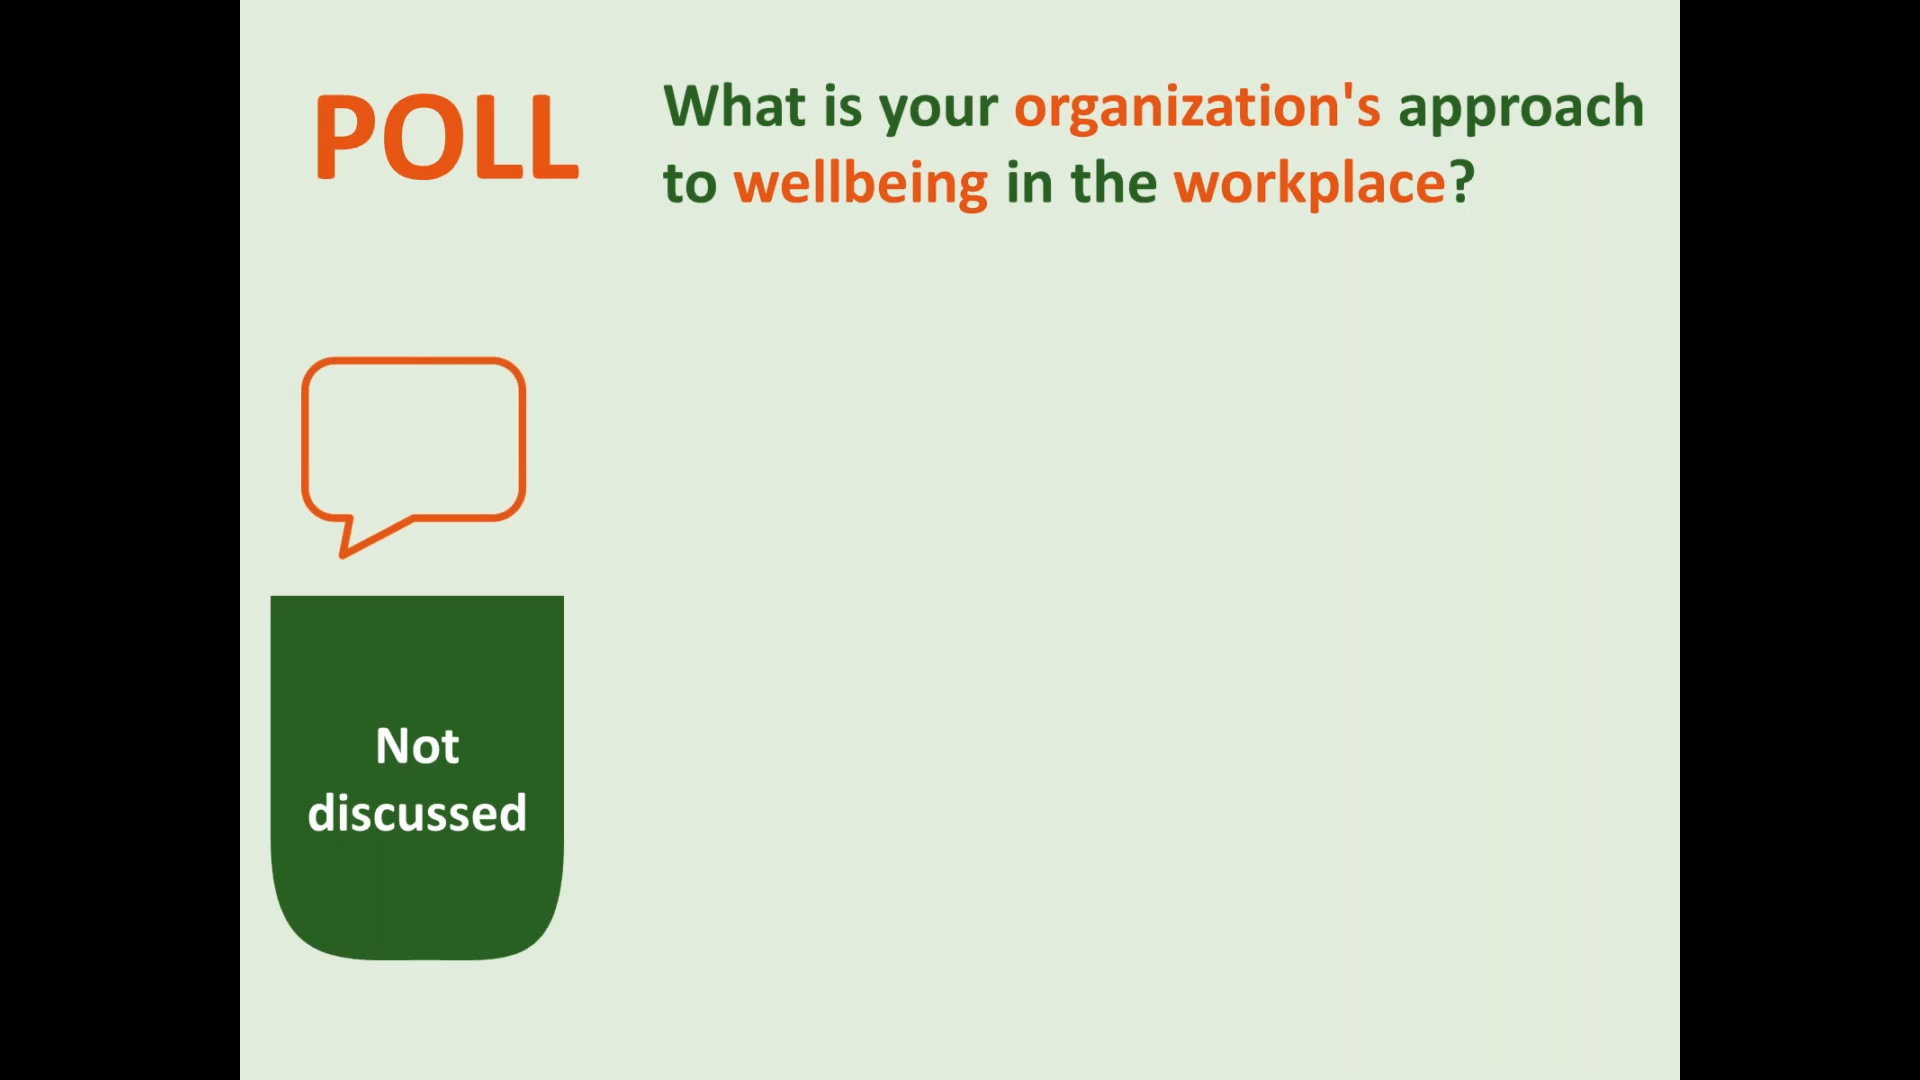 POLL
What is your organization's approach
to wellbeing in the workplace?
Not
discussed